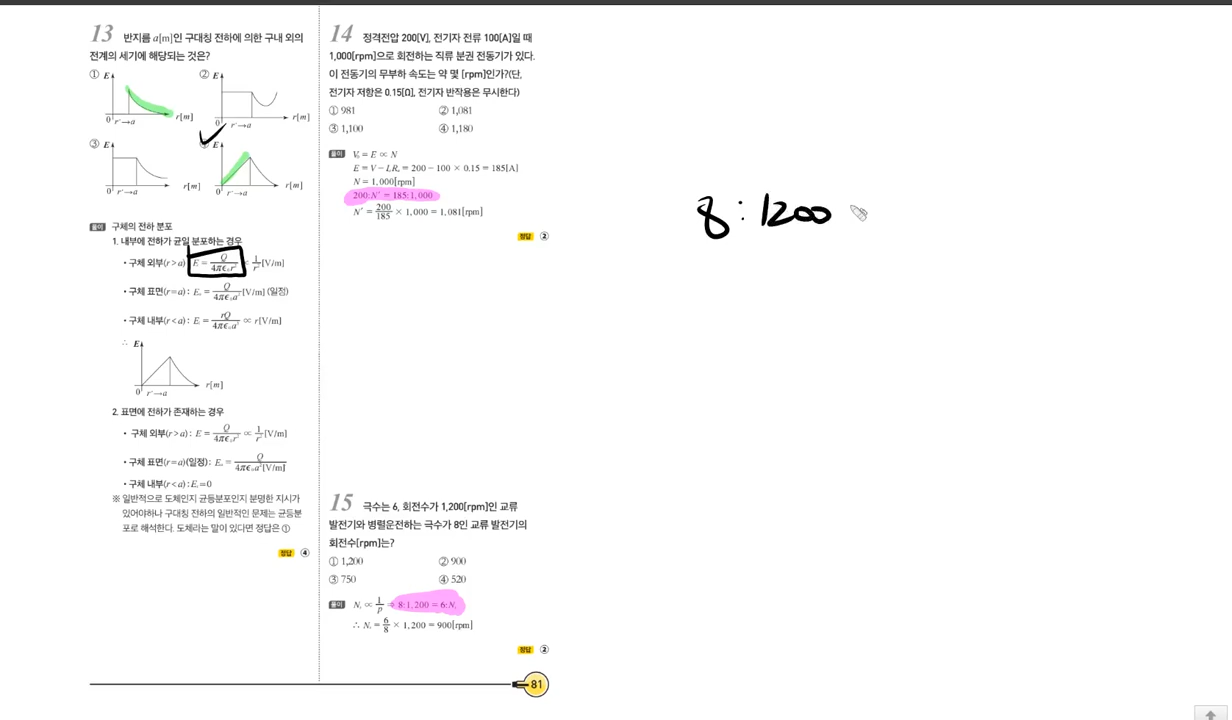 13 반지름 a[m]인 구대칭 전하에 의한 구내 외의
전계의 세기에 해당되는 것은?
① E
0 r→a r[m]
② E
0 r→a r[m]
③ E
0 r→a r[m]
E
0 r→a r[m]
풀이 구체의 전하 분포
1. 내부에 전하가 균일 분포하는 경우
• 구체 외부(r>a) E = Q/4πε₀r² ∝ 1/r² [V/m]
• 구체 표면(r=a) : E = Q/4πε₀a² [V/m] (일정)
• 구체 내부(r<a) : Eᵢ = rQ/4πε₀a³ ∝ r[V/m]
∴ E
0 r→a r[m]
2. 표면에 전하가 존재하는 경우
• 구체 외부(r>a) : E = Q/4πε₀r² ∝ 1/r² [V/m]
• 구체 표면(r=a)(일정) : E = Q/4πε₀a²[V/m]
• 구체 내부(r<a) : Eᵢ=0
※ 일반적으로 도체인지 균등분포인지 분명한 지시가
있어야하나 구대칭 전하의 일반적인 문제는 균등분
포로 해석한다. 도체라는 말이 있다면 정답은 ①
정답 ④
14 정격전압 200[V], 전기자 전류 100[A]일 때
1,000[rpm]으로 회전하는 직류 분권 전동기가 있다.
이 전동기의 무부하 속도는 약 몇 [rpm]인가?(단,
전기자 저항은 0.15[Ω], 전기자 반작용은 무시한다)
① 981 ② 1,081
③ 1,100 ④ 1,180
풀이 V₀ = E ∝ N
E = V − IₐRₐ = 200 − 100 × 0.15 = 185[A]
N = 1,000[rpm]
200:N′ = 185:1,000
N′ = 200/185 × 1,000 = 1,081[rpm]
정답 ②
15 극수는 6, 회전수가 1,200[rpm]인 교류
발전기와 병렬운전하는 극수가 8인 교류 발전기의
회전수[rpm]는?
① 1,200 ② 900
③ 750 ④ 520
풀이 Nₛ ∝ 1/p ⇒ 8:1,200 = 6:Nₛ
∴ Nₛ = 6/8 × 1,200 = 900[rpm]
정답 ②
81
8 : 1200